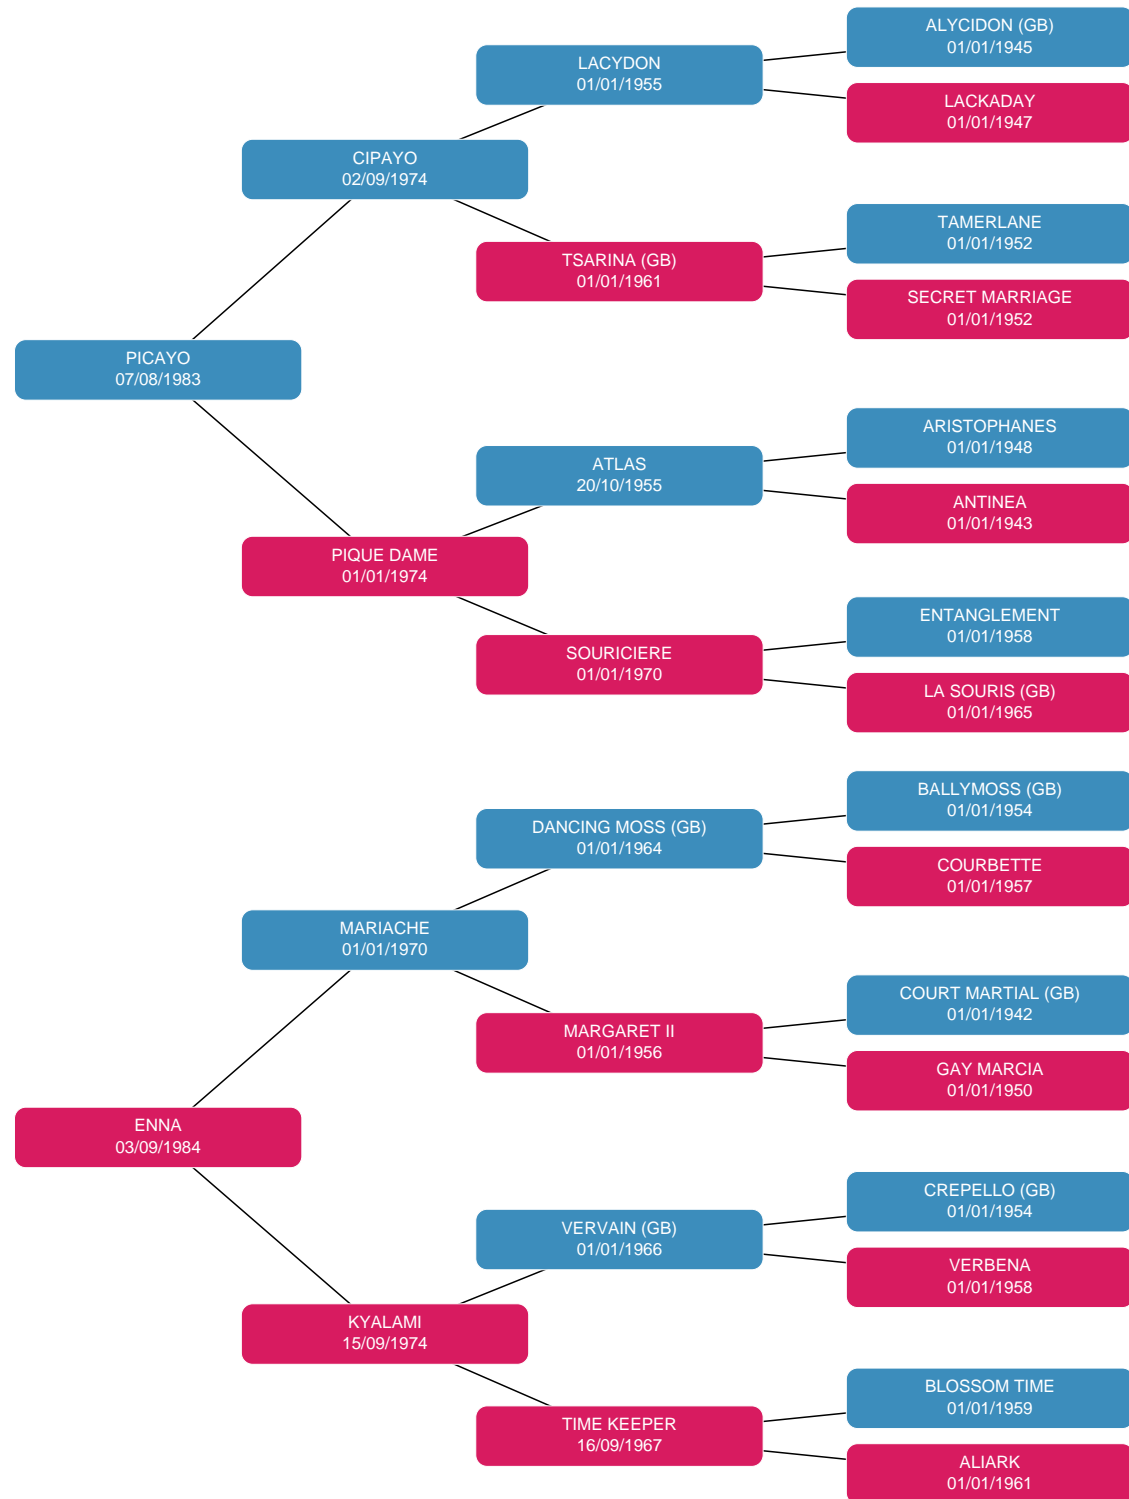 ALYCIDON (GB)
01/01/1945
LACYDON
01/01/1955
LACKADAY
01/01/1947
CIPAYO
02/09/1974
TAMERLANE
01/01/1952
TSARINA (GB)
01/01/1961
SECRET MARRIAGE
01/01/1952
PICAYO
07/08/1983
ARISTOPHANES
01/01/1948
ATLAS
20/10/1955
ANTINEA
01/01/1943
PIQUE DAME
01/01/1974
ENTANGLEMENT
01/01/1958
SOURICIERE
01/01/1970
LA SOURIS (GB)
01/01/1965
BALLYMOSS (GB)
01/01/1954
DANCING MOSS (GB)
01/01/1964
COURBETTE
01/01/1957
MARIACHE
01/01/1970
COURT MARTIAL (GB)
01/01/1942
MARGARET II
01/01/1956
GAY MARCIA
01/01/1950
ENNA
03/09/1984
CREPELLO (GB)
01/01/1954
VERVAIN (GB)
01/01/1966
VERBENA
01/01/1958
KYALAMI
15/09/1974
BLOSSOM TIME
01/01/1959
TIME KEEPER
16/09/1967
ALIARK
01/01/1961